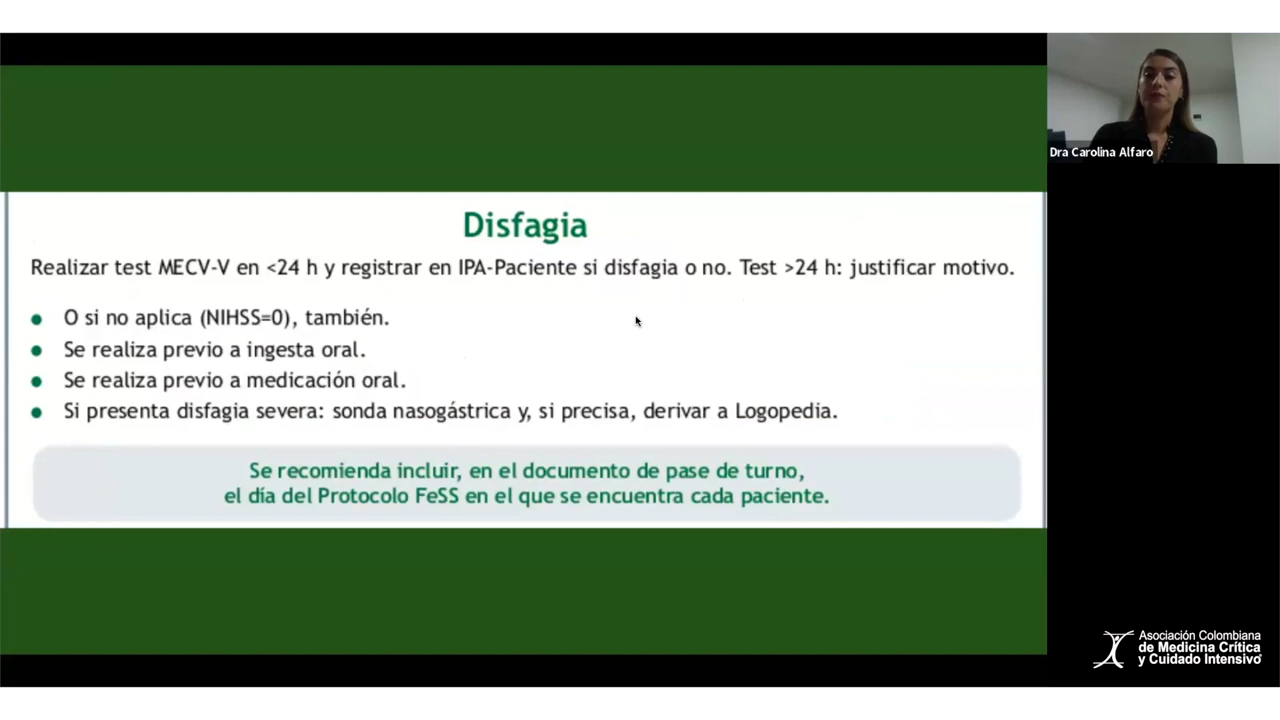 Disfagia
Realizar test MECV-V en <24 h y registrar en IPA-Paciente si disfagia o no. Test >24 h: justificar motivo.
● O si no aplica (NIHSS=0), también.
● Se realiza previo a ingesta oral.
● Se realiza previo a medicación oral.
● Si presenta disfagia severa: sonda nasogástrica y, si precisa, derivar a Logopedia.
Se recomienda incluir, en el documento de pase de turno,
el día del Protocolo FeSS en el que se encuentra cada paciente.
Dra Carolina Alfaro
Asociación Colombiana
de Medicina Crítica
y Cuidado Intensivo